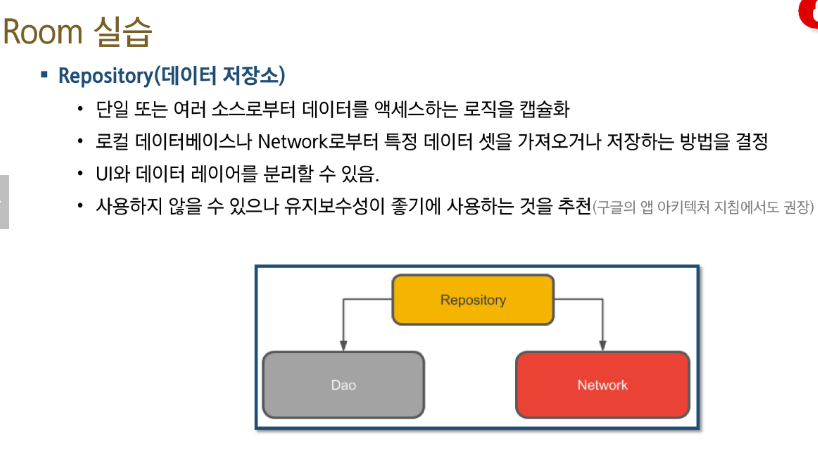 Room 실습
Repository(데이터 저장소)
단일 또는 여러 소스로부터 데이터를 액세스하는 로직을 캡슐화
로컬 데이터베이스나 Network로부터 특정 데이터 셋을 가져오거나 저장하는 방법을 결정
UI와 데이터 레이어를 분리할 수 있음.
사용하지 않을 수 있으나 유지보수성이 좋기에 사용하는 것을 추천(구글의 앱 아키텍처 지침에서도 권장)
Repository
Dao
Network